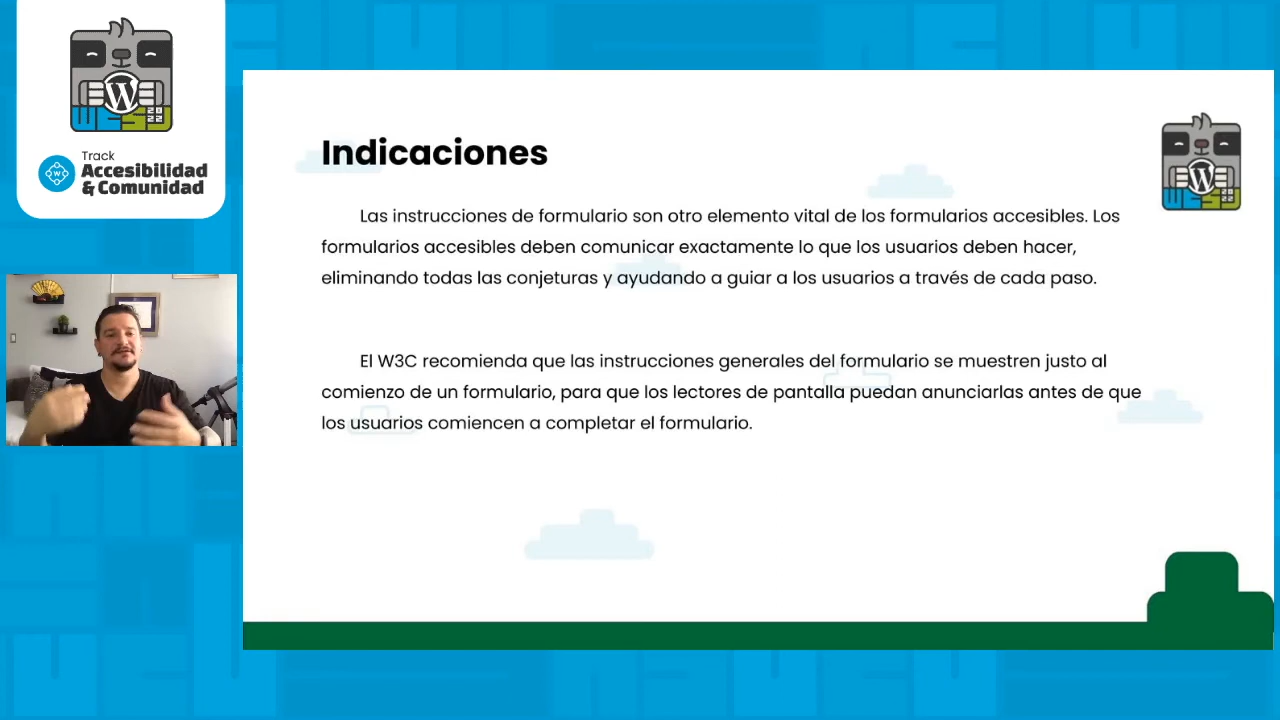 WESP
2022
Track
Accesibilidad
& Comunidad
Indicaciones
Las instrucciones de formulario son otro elemento vital de los formularios accesibles. Los
formularios accesibles deben comunicar exactamente lo que los usuarios deben hacer,
eliminando todas las conjeturas y ayudando a guiar a los usuarios a través de cada paso.
El W3C recomienda que las instrucciones generales del formulario se muestren justo al
comienzo de un formulario, para que los lectores de pantalla puedan anunciarlas antes de que
los usuarios comiencen a completar el formulario.